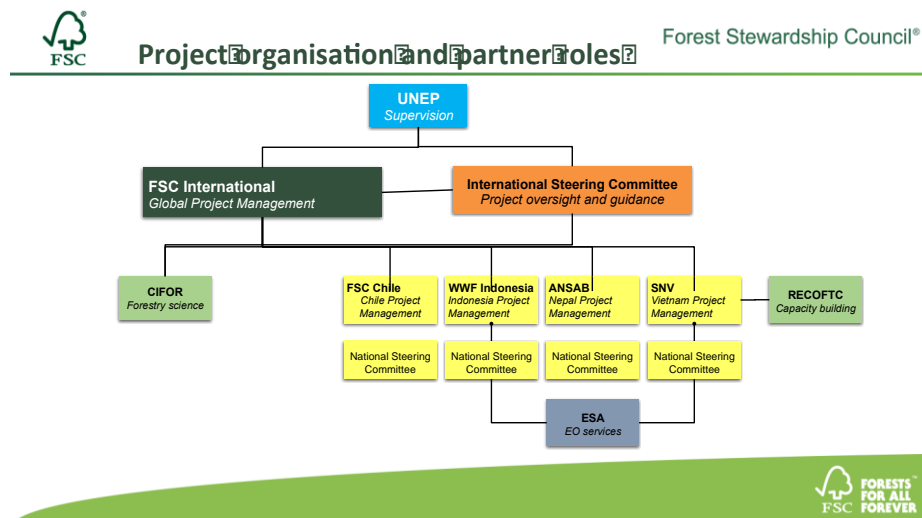 FSC
Project organisation and partner roles
Forest Stewardship Council®
UNEP
Supervision
FSC International
Global Project Management
International Steering Committee
Project oversight and guidance
CIFOR
Forestry science
FSC Chile
Chile Project
Management
WWF Indonesia
Indonesia Project
Management
ANSAB
Nepal Project
Management
SNV
Vietnam Project
Management
RECOFTC
Capacity building
National Steering
Committee
National Steering
Committee
National Steering
Committee
National Steering
Committee
ESA
EO services
FSC
FORESTS™
FOR ALL
FOREVER